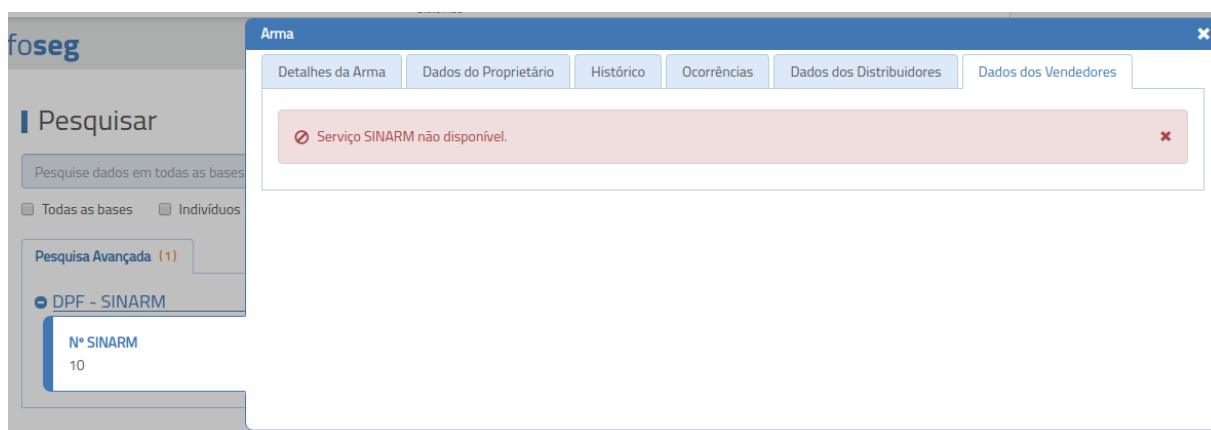 foseg
Pesquisar
Pesquise dados em todas as bases
Todas as bases Indivíduos
Pesquisa Avançada (1)
DPF - SINARM
Nº SINARM
10
Arma
Detalhes da Arma Dados do Proprietário Histórico Ocorrências Dados dos Distribuidores Dados dos Vendedores
Serviço SINARM não disponível.